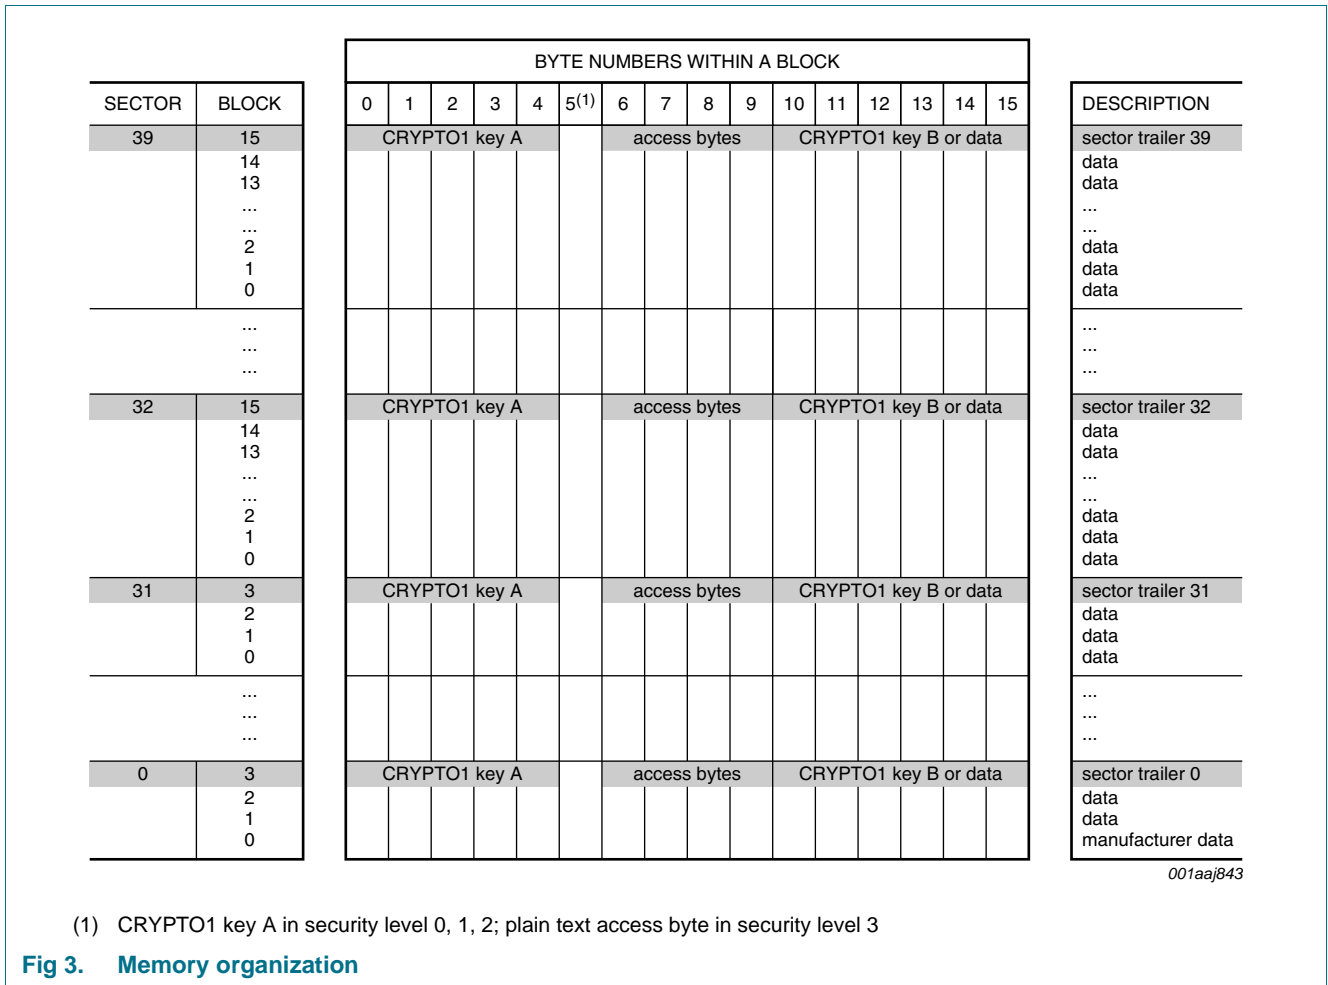 BYTE NUMBERS WITHIN A BLOCK
SECTOR BLOCK 0 1 2 3 4 5(1) 6 7 8 9 10 11 12 13 14 15 DESCRIPTION
39 15 CRYPTO1 key A access bytes CRYPTO1 key B or data sector trailer 39
14 data
13 data
... ...
... ...
2 data
1 data
0 data
... ...
... ...
... ...
32 15 CRYPTO1 key A access bytes CRYPTO1 key B or data sector trailer 32
14 data
13 data
... ...
... ...
2 data
1 data
0 data
31 3 CRYPTO1 key A access bytes CRYPTO1 key B or data sector trailer 31
2 data
1 data
0 data
... ...
... ...
... ...
0 3 CRYPTO1 key A access bytes CRYPTO1 key B or data sector trailer 0
2 data
1 data
0 manufacturer data
001aaj843
(1) CRYPTO1 key A in security level 0, 1, 2; plain text access byte in security level 3
Fig 3. Memory organization